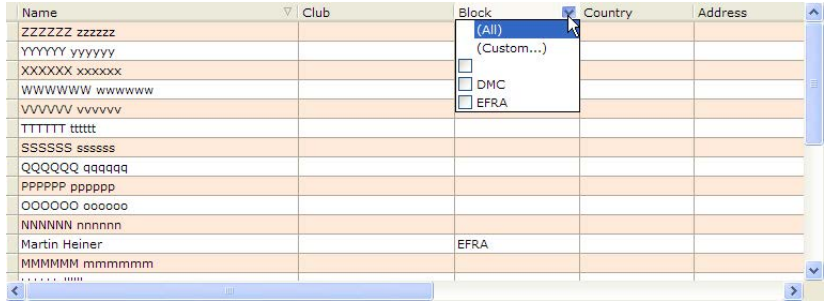 Name Club Block Country Address
ZZZZZZ zzzzzz (All)
YYYYYY yyyyyy (Custom...)
XXXXXX xxxxxx
WWWWWW wwwwww DMC
VVVVVV vvvvvv EFRA
TTTTTT tttttt
SSSSSS ssssss
QQQQQQ qqqqqq
PPPPPP pppppp
OOOOOO oooooo
NNNNNN nnnnnn
Martin Heiner EFRA
MMMMMM mmmmmm